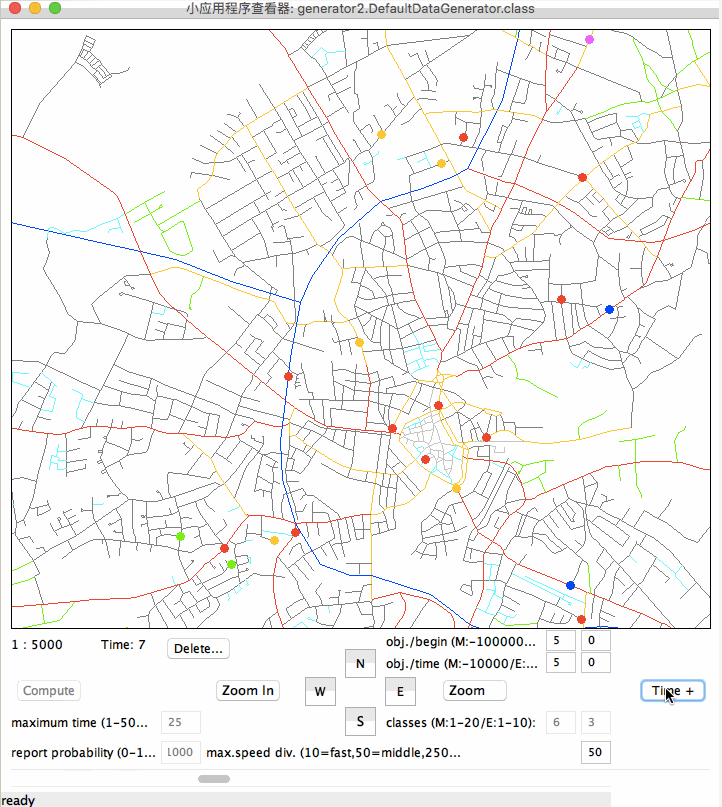 小应用程序查看器: generator2.DefaultDataGenerator.class
1 : 5000 Time: 7 Delete... obj./begin (M:-100000... 5 0
N obj./time (M:-10000/E:... 5 0
Compute Zoom In W E Zoom Time +
maximum time (1-50... 25 S classes (M:1-20/E:1-10): 6 3
report probability (0-1... 1000 max.speed div. (10=fast,50=middle,250... 50
ready